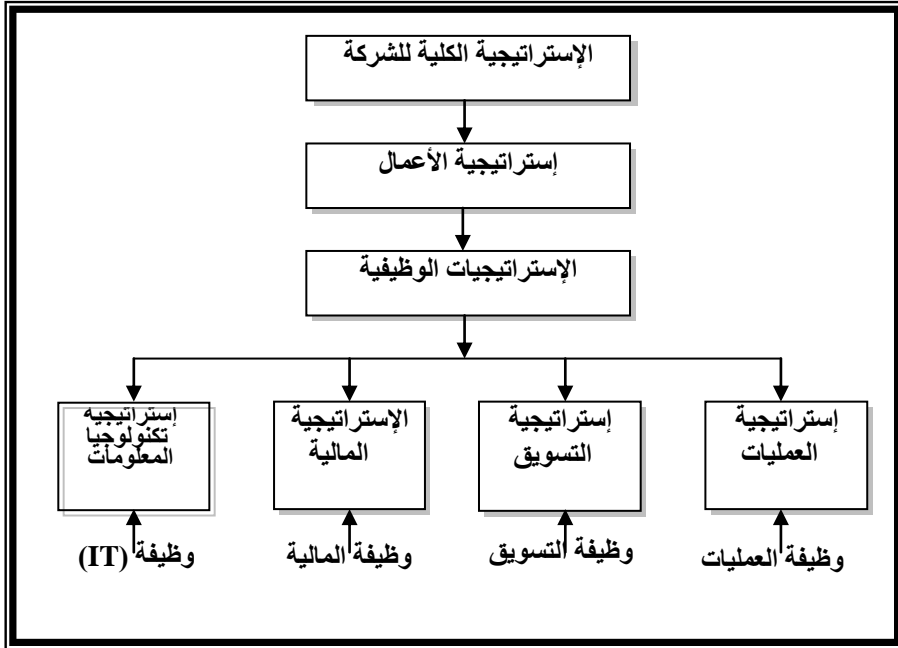 الإستراتيجية الكلية للشركة
إستراتيجية الأعمال
الإستراتيجيات الوظيفية
إستراتيجية
العمليات
إستراتيجية
التسويق
الإستراتيجية
المالية
إستراتيجية
تكنولوجيا
المعلومات
وظيفة العمليات
وظيفة التسويق
وظيفة المالية
وظيفة (IT)